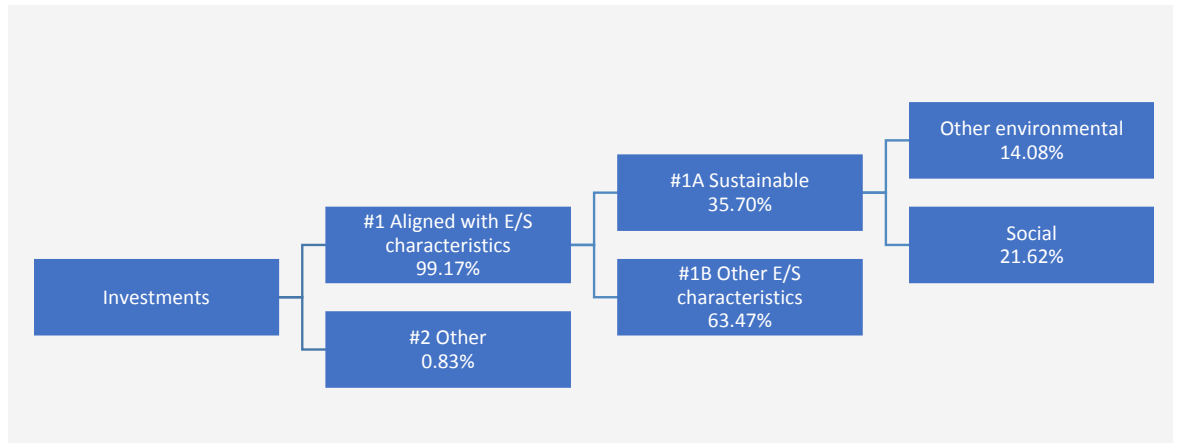 Investments
#1 Aligned with E/S
characteristics
99.17%
#2 Other
0.83%
#1A Sustainable
35.70%
#1B Other E/S
characteristics
63.47%
Other environmental
14.08%
Social
21.62%